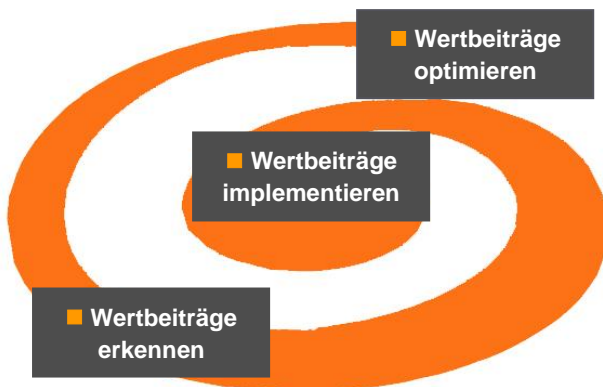 Wertbeiträge
optimieren
Wertbeiträge
implementieren
Wertbeiträge
erkennen